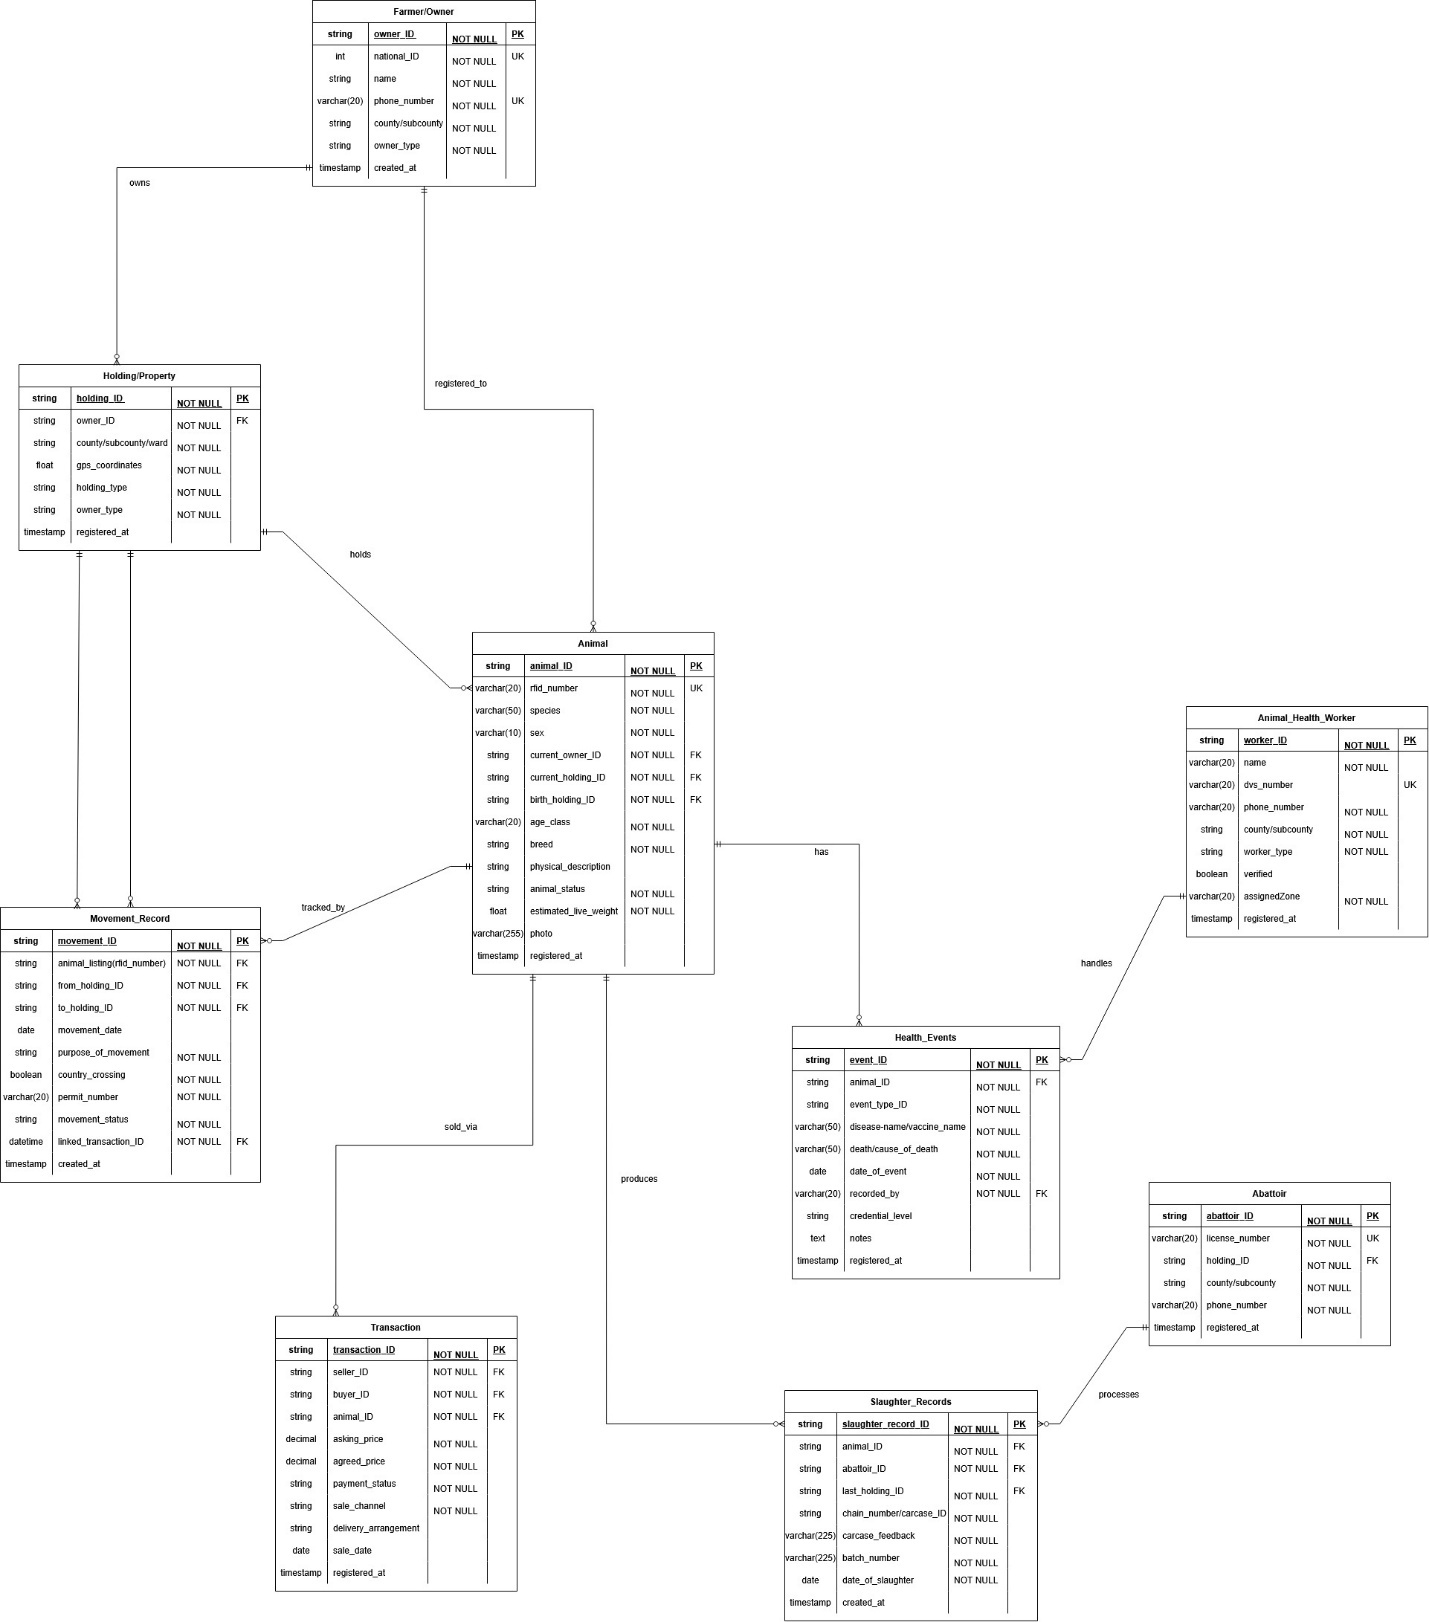 Farmer/Owner
string owner_ID NOT NULL PK
int national_ID NOT NULL UK
string name NOT NULL
varchar(20) phone_number NOT NULL UK
string county/subcounty NOT NULL
string owner_type NOT NULL
timestamp created_at
owns
registered_to
Holding/Property
string holding_ID NOT NULL PK
string owner_ID NOT NULL FK
string county/subcounty/ward NOT NULL
float gps_coordinates NOT NULL
string holding_type NOT NULL
string owner_type NOT NULL
timestamp registered_at
holds
Animal
string animal_ID NOT NULL PK
varchar(20) rfid_number NOT NULL UK
varchar(50) species NOT NULL
varchar(10) sex NOT NULL
string current_owner_ID NOT NULL FK
string current_holding_ID NOT NULL FK
string birth_holding_ID NOT NULL FK
varchar(20) age_class NOT NULL
string breed NOT NULL
string physical_description
string animal_status NOT NULL
float estimated_live_weight NOT NULL
varchar(255) photo
timestamp registered_at
Animal_Health_Worker
string worker_ID NOT NULL PK
varchar(20) name NOT NULL
varchar(20) dvs_number UK
varchar(20) phone_number NOT NULL
string county/subcounty NOT NULL
string worker_type NOT NULL
boolean verified
varchar(20) assignedZone NOT NULL
timestamp registered_at
has
tracked_by
handles
Movement_Record
string movement_ID NOT NULL PK
string animal_listing(rfid_number) NOT NULL FK
string from_holding_ID NOT NULL FK
string to_holding_ID NOT NULL FK
date movement_date
string purpose_of_movement NOT NULL
boolean country_crossing NOT NULL
varchar(20) permit_number NOT NULL
string movement_status NOT NULL
datetime linked_transaction_ID NOT NULL FK
timestamp created_at
Health_Events
string event_ID NOT NULL PK
string animal_ID NOT NULL FK
string event_type_ID NOT NULL
varchar(50) disease-name/vaccine_name NOT NULL
varchar(50) death/cause_of_death NOT NULL
date date_of_event NOT NULL
varchar(20) recorded_by NOT NULL FK
string credential_level
text notes
timestamp registered_at
sold_via
produces
Abattoir
string abattoir_ID NOT NULL PK
varchar(20) license_number NOT NULL UK
string holding_ID NOT NULL FK
string county/subcounty NOT NULL
varchar(20) phone_number NOT NULL
timestamp registered_at
processes
Transaction
string transaction_ID NOT NULL PK
string seller_ID NOT NULL FK
string buyer_ID NOT NULL FK
string animal_ID NOT NULL FK
decimal asking_price NOT NULL
decimal agreed_price NOT NULL
string payment_status NOT NULL
string sale_channel NOT NULL
string delivery_arrangement
date sale_date
timestamp registered_at
Slaughter_Records
string slaughter_record_ID NOT NULL PK
string animal_ID NOT NULL FK
string abattoir_ID NOT NULL FK
string last_holding_ID NOT NULL FK
string chain_number/carcase_ID NOT NULL
varchar(225) carcase_feedback NOT NULL
varchar(225) batch_number NOT NULL
date date_of_slaughter NOT NULL
timestamp created_at